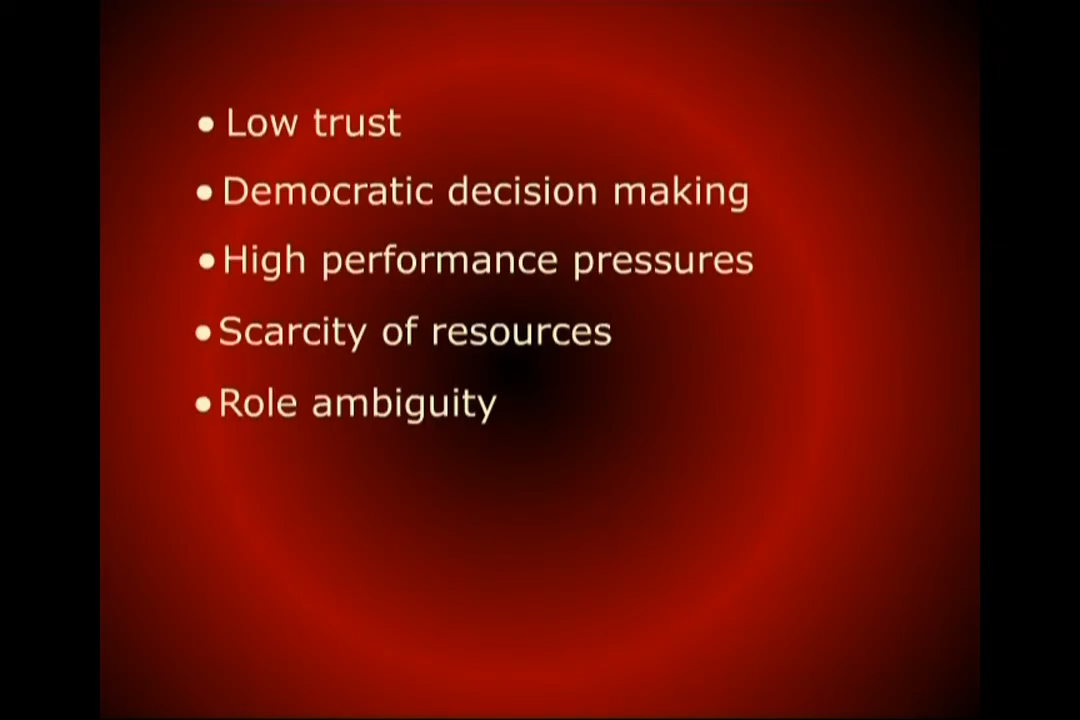 • Low trust
• Democratic decision making
• High performance pressures
• Scarcity of resources
• Role ambiguity